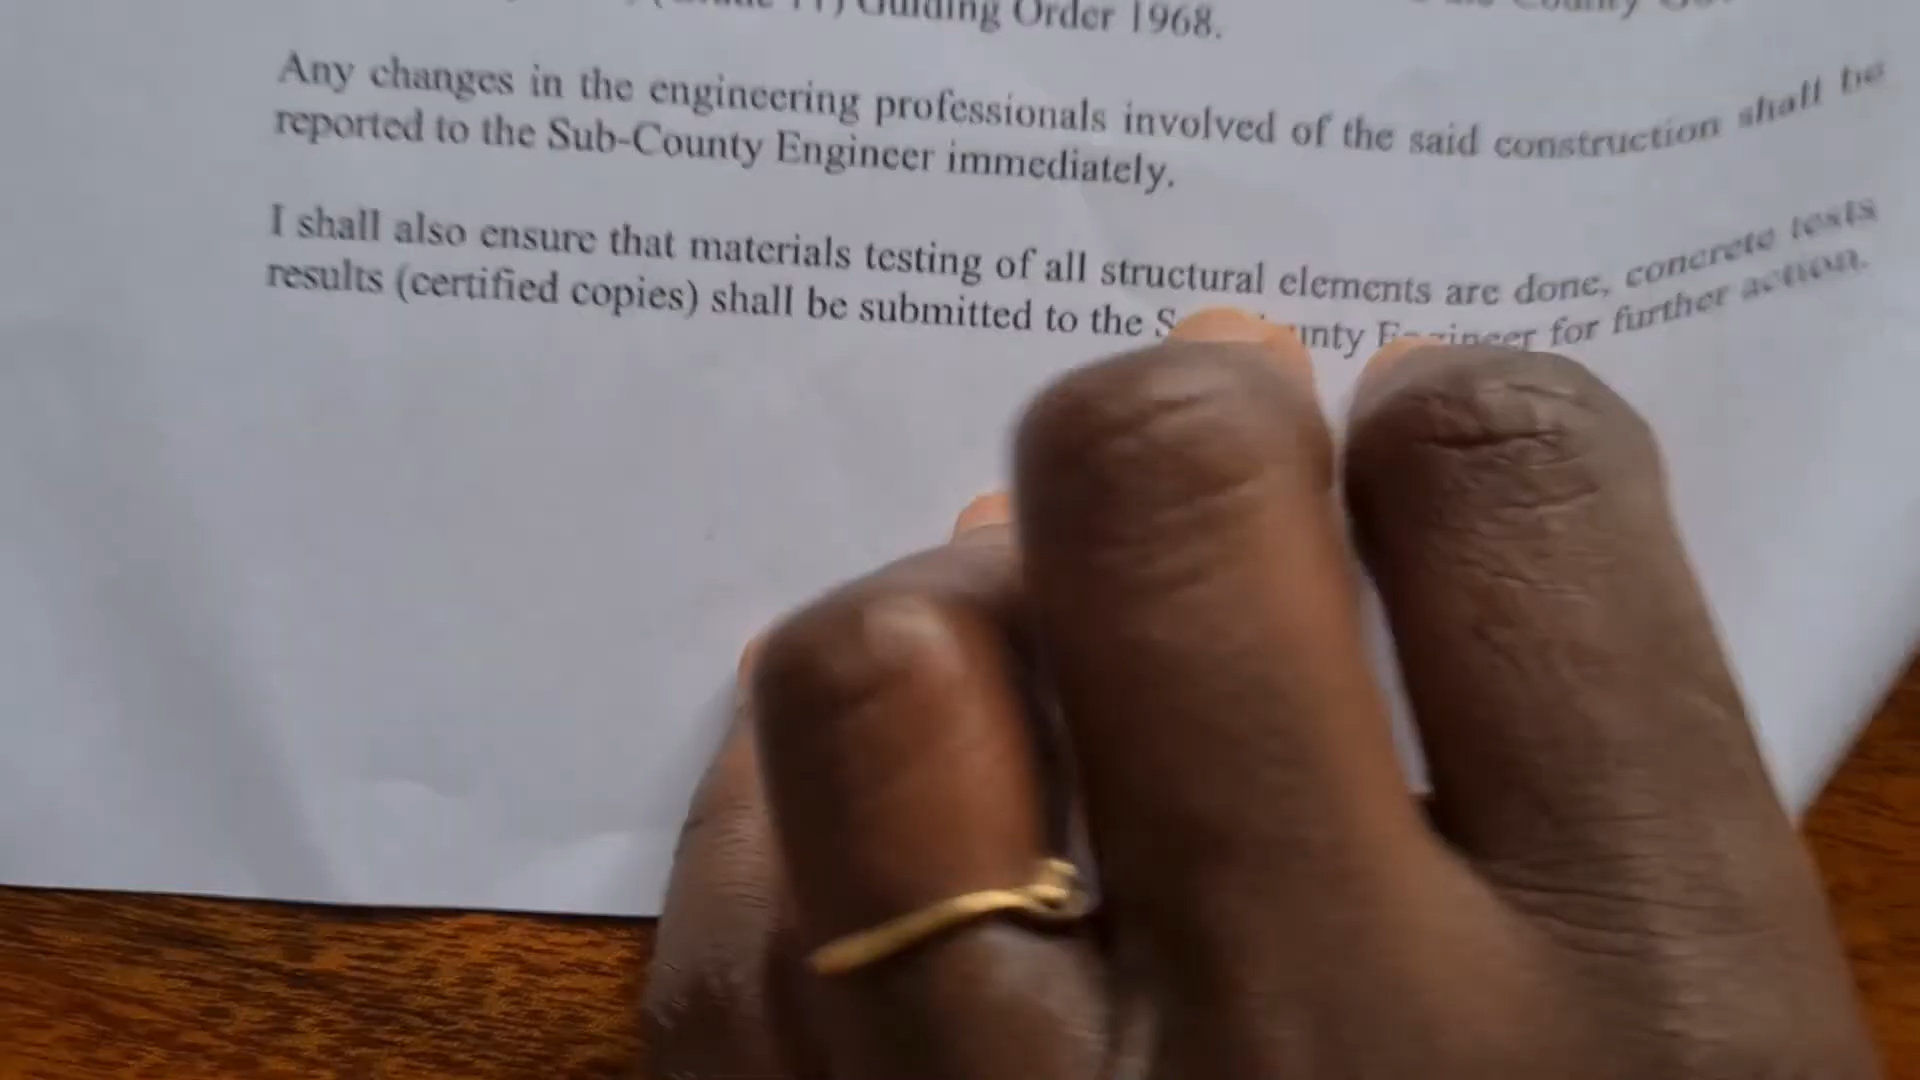 Order 1968.
Any changes in the engineering professionals involved of the said construction shall be
reported to the Sub-County Engineer immediately.
I shall also ensure that materials testing of all structural elements are done, concrete tests
results (certified copies) shall be submitted to the for further action.